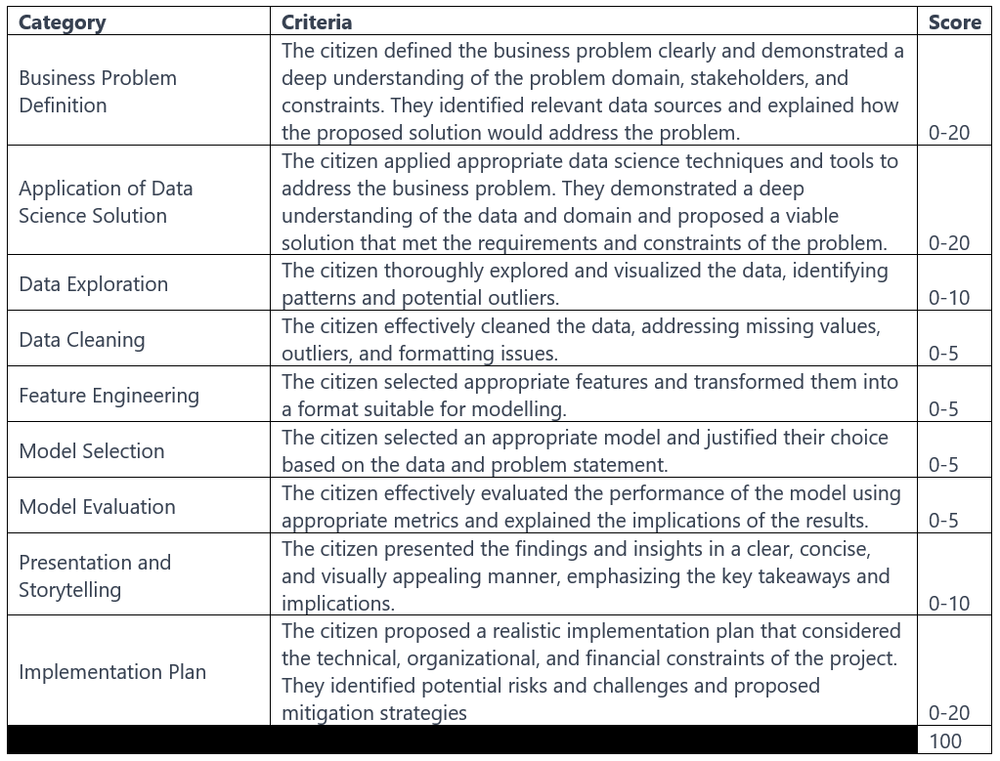 Category Criteria Score
Business Problem
Definition
The citizen defined the business problem clearly and demonstrated a
deep understanding of the problem domain, stakeholders, and
constraints. They identified relevant data sources and explained how
the proposed solution would address the problem.
0-20
Application of Data
Science Solution
The citizen applied appropriate data science techniques and tools to
address the business problem. They demonstrated a deep
understanding of the data and domain and proposed a viable
solution that met the requirements and constraints of the problem.
0-20
Data Exploration
The citizen thoroughly explored and visualized the data, identifying
patterns and potential outliers.
0-10
Data Cleaning
The citizen effectively cleaned the data, addressing missing values,
outliers, and formatting issues.
0-5
Feature Engineering
The citizen selected appropriate features and transformed them into
a format suitable for modelling.
0-5
Model Selection
The citizen selected an appropriate model and justified their choice
based on the data and problem statement.
0-5
Model Evaluation
The citizen effectively evaluated the performance of the model using
appropriate metrics and explained the implications of the results.
0-5
Presentation and
Storytelling
The citizen presented the findings and insights in a clear, concise,
and visually appealing manner, emphasizing the key takeaways and
implications.
0-10
Implementation Plan
The citizen proposed a realistic implementation plan that considered
the technical, organizational, and financial constraints of the project.
They identified potential risks and challenges and proposed
mitigation strategies
0-20
100